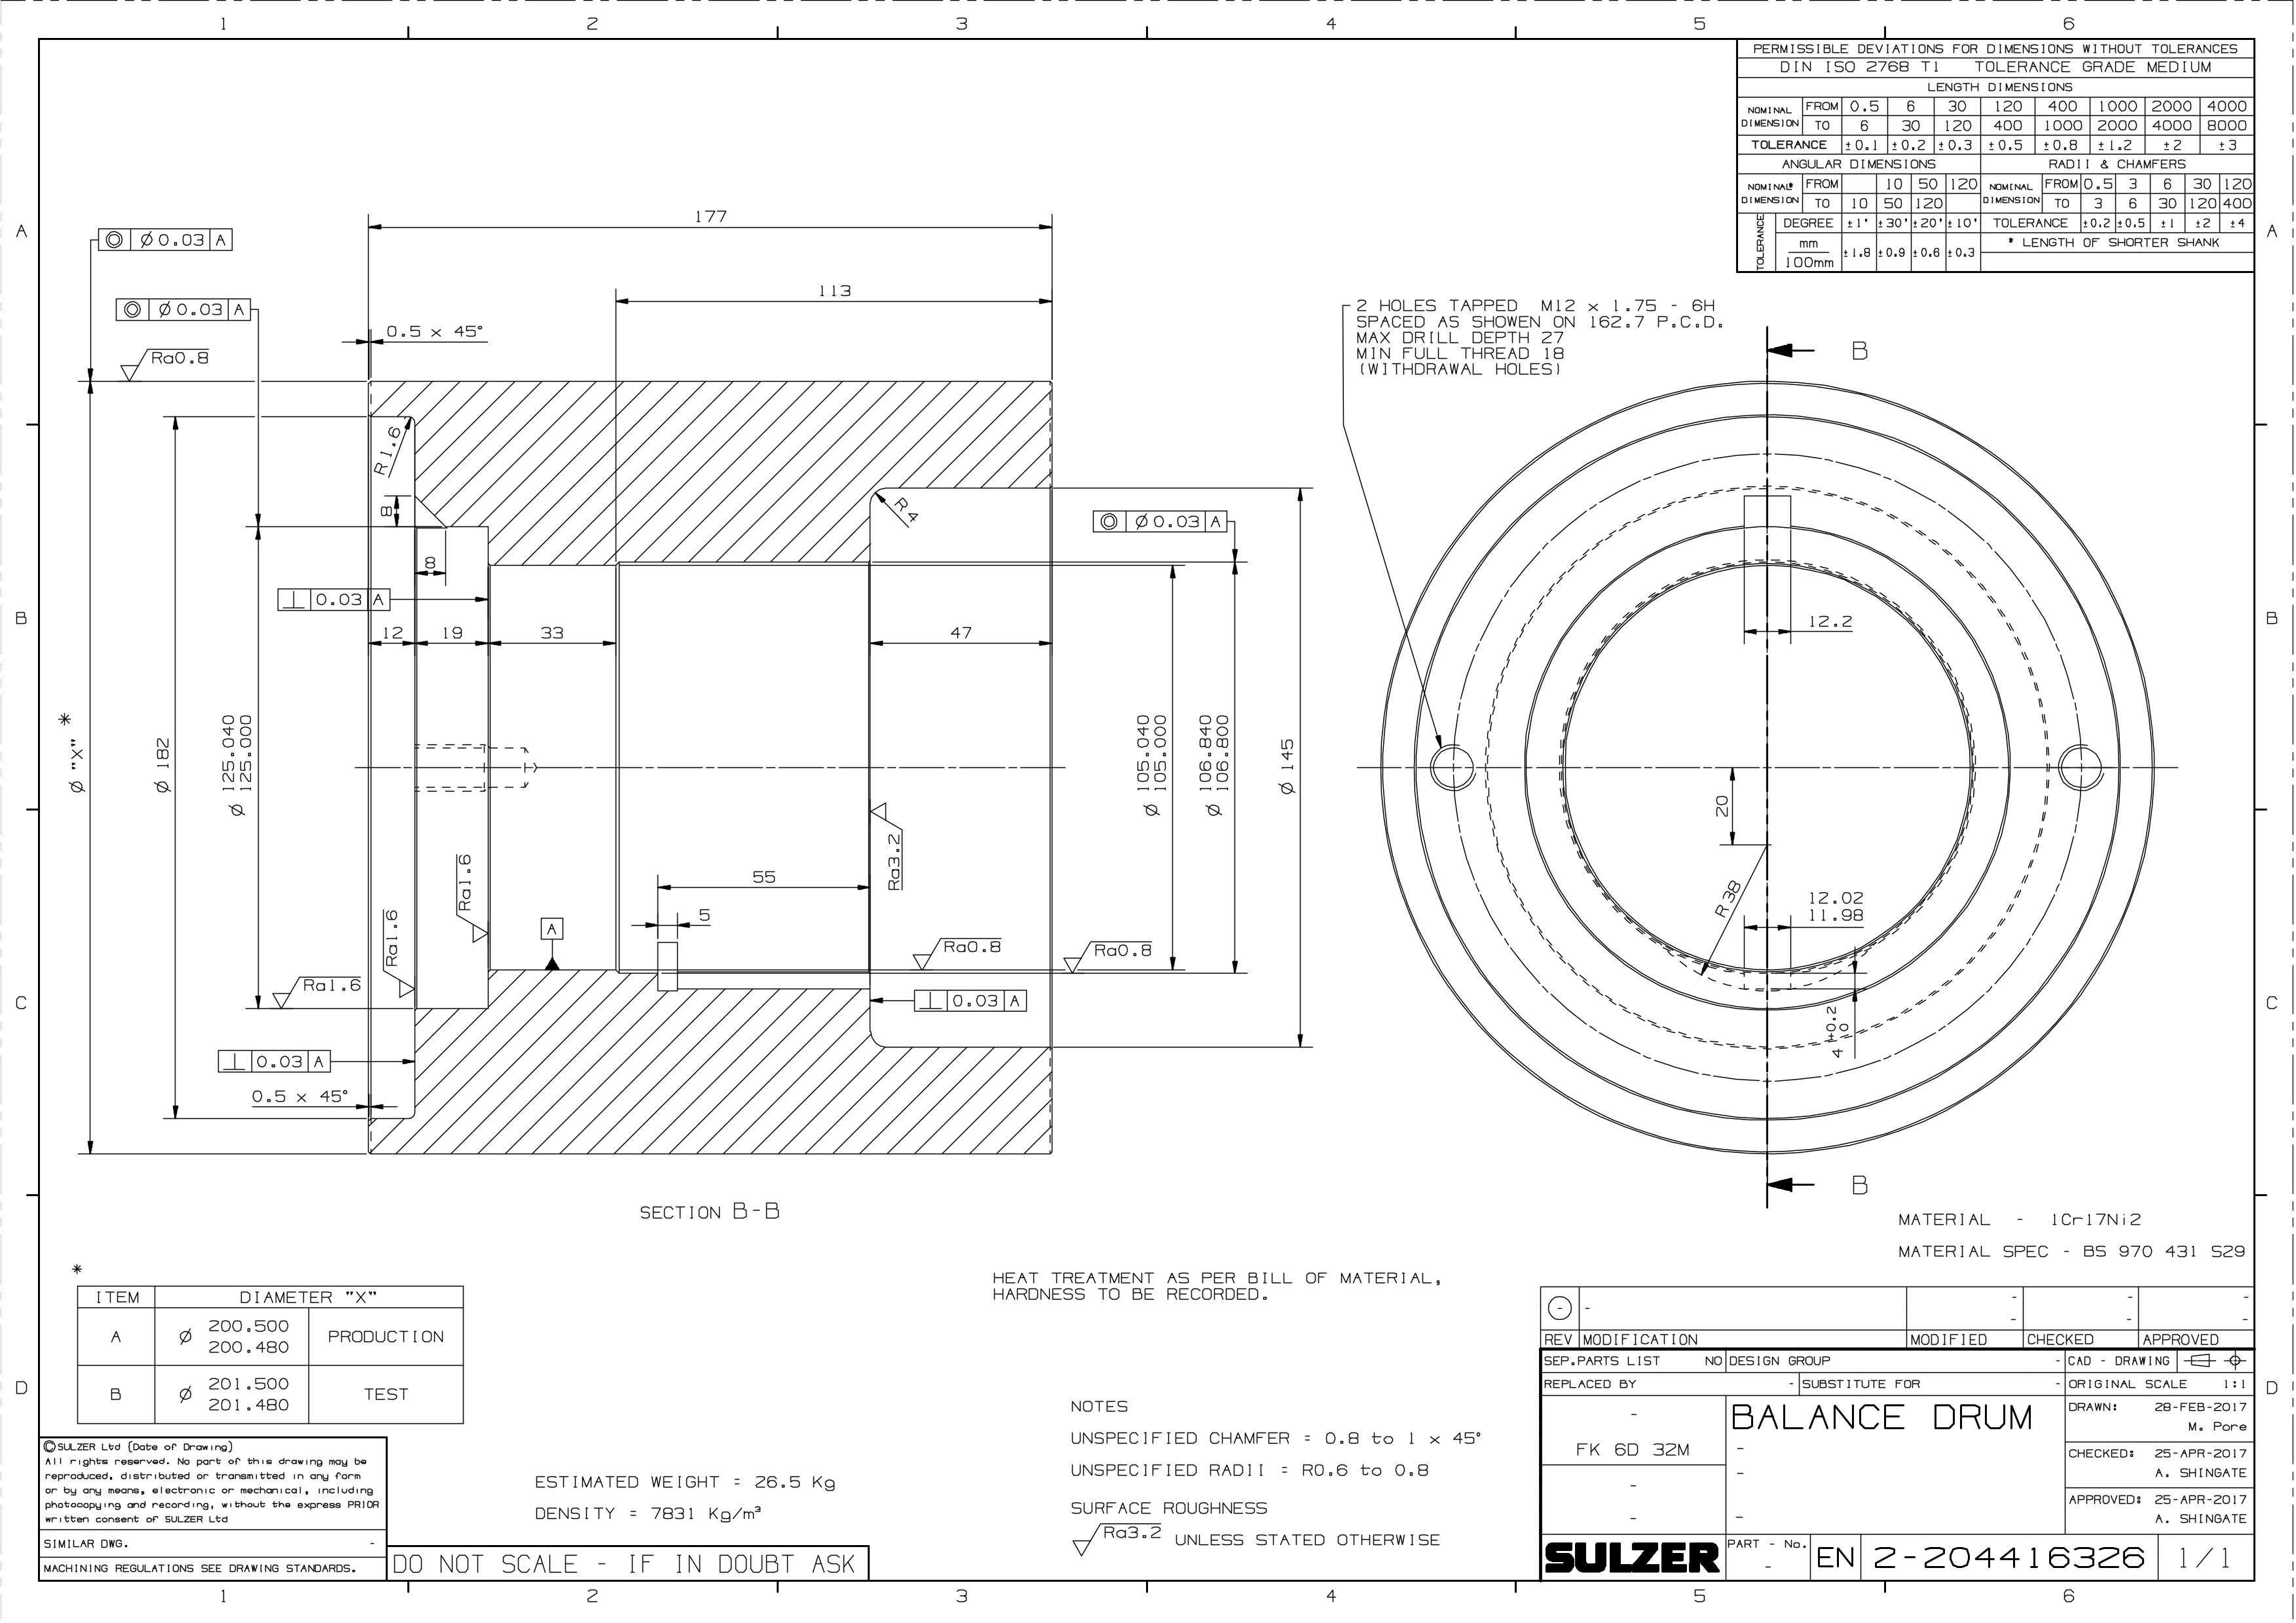 1 2 3 4 5 6
PERMISSIBLE DEVIATIONS FOR DIMENSIONS WITHOUT TOLERANCES
DIN ISO 2768 T1 TOLERANCE GRADE MEDIUM
LENGTH DIMENSIONS
NOMINAL DIMENSION FROM 0.5 6 30 120 400 1000 2000 4000
TO 6 30 120 400 1000 2000 4000 8000
TOLERANCE ±0.1 ±0.2 ±0.3 ±0.5 ±0.8 ±1.2 ±2 ±3
ANGULAR DIMENSIONS RADII & CHAMFERS
NOMINAL* DIMENSION FROM 10 50 120 NOMINAL DIMENSION FROM 0.5 3 6 30 120
TO 10 50 120 TO 3 6 30 120 400
TOLERANCE DEGREE ±1° ±30' ±20' ±10' TOLERANCE ±0.2 ±0.5 ±1 ±2 ±4
mm
100mm ±1.8 ±0.9 ±0.6 ±0.3
* LENGTH OF SHORTER SHANK
A
A
B
B
C
C
D
D
177
◎ Ø0.03 A
113
◎ Ø0.03 A
0.5 × 45°
Ra0.8
2 HOLES TAPPED M12 x 1.75 - 6H
SPACED AS SHOWEN ON 162.7 P.C.D.
MAX DRILL DEPTH 27
MIN FULL THREAD 18
(WITHDRAWAL HOLES)
B
R1.6
8
R4
◎ Ø0.03 A
8
⊥ 0.03 A
12 19 33 47
12.2
*
Ø "X"
Ø 182
Ø 125.040
125.000
Ø 105.040
105.000
Ø 106.840
106.800
Ø 145
20
Ra3.2
Ra1.6
Ra1.6
55
5
A
R38
12.02
11.98
Ra0.8
Ra0.8
Ra1.6
⊥ 0.03 A
4 +0.2
0
⊥ 0.03 A
0.5 × 45°
B
SECTION B-B
MATERIAL - 1Cr17Ni2
MATERIAL SPEC - BS 970 431 S29
*
ITEM DIAMETER "X"
A Ø 200.500
200.480 PRODUCTION
B Ø 201.500
201.480 TEST
HEAT TREATMENT AS PER BILL OF MATERIAL,
HARDNESS TO BE RECORDED.
NOTES
UNSPECIFIED CHAMFER = 0.8 to 1 × 45°
UNSPECIFIED RADII = R0.6 to 0.8
SURFACE ROUGHNESS
Ra3.2 UNLESS STATED OTHERWISE
ESTIMATED WEIGHT = 26.5 Kg
DENSITY = 7831 Kg/m³
©SULZER Ltd (Date of Drawing)
All rights reserved. No part of this drawing may be
reproduced, distributed or transmitted in any form
or by any means, electronic or mechanical, including
photocopying and recording, without the express PRIOR
written consent of SULZER Ltd
SIMILAR DWG. -
MACHINING REGULATIONS SEE DRAWING STANDARDS.
DO NOT SCALE - IF IN DOUBT ASK
- - - - -
- - -
REV MODIFICATION MODIFIED CHECKED APPROVED
SEP.PARTS LIST NO DESIGN GROUP - CAD - DRAWING
REPLACED BY - SUBSTITUTE FOR - ORIGINAL SCALE 1:1
-
FK 6D 32M
-
-
BALANCE DRUM
-
-
-
DRAWN: 28-FEB-2017
M. Pore
CHECKED: 25-APR-2017
A. SHINGATE
APPROVED: 25-APR-2017
A. SHINGATE
SULZER PART - No. - EN 2-204416326 1/1
1 2 3 4 5 6